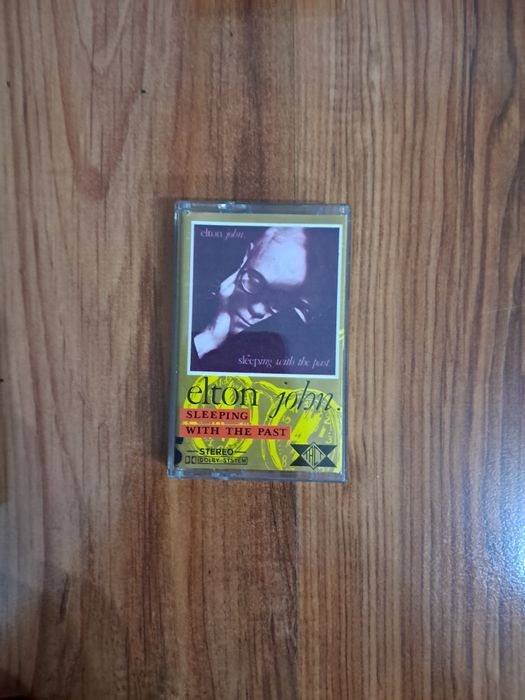 elton john.
sleeping with the past.
elton john.
SLEEPING
WITH THE PAST
STEREO
DOLBY SYSTEM